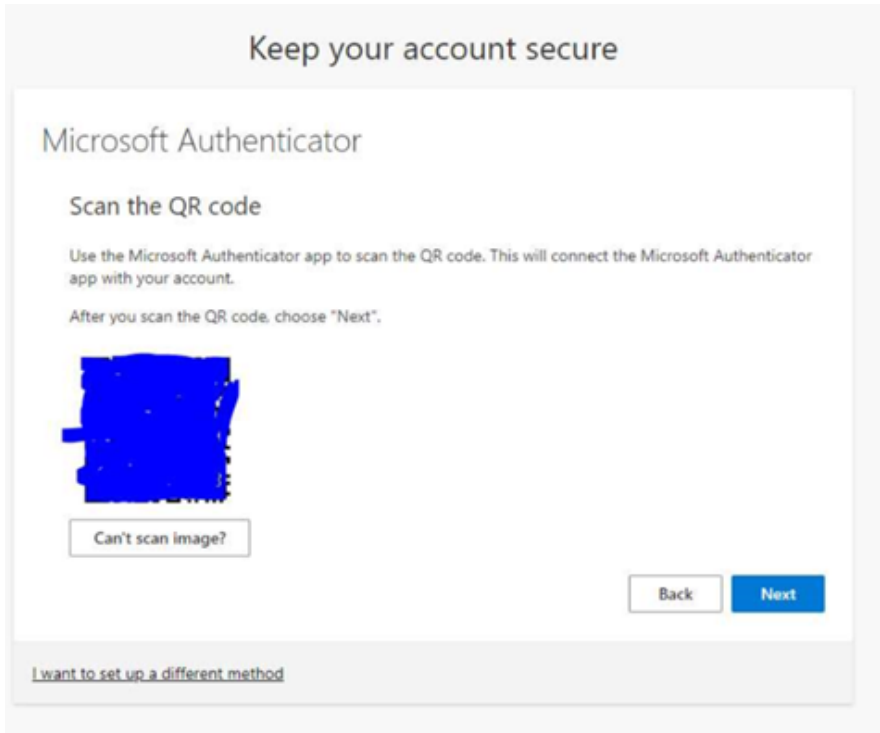 Keep your account secure
Microsoft Authenticator
Scan the QR code
Use the Microsoft Authenticator app to scan the QR code. This will connect the Microsoft Authenticator
app with your account.
After you scan the QR code, choose "Next".
Can't scan image?
Back
Next
I want to set up a different method